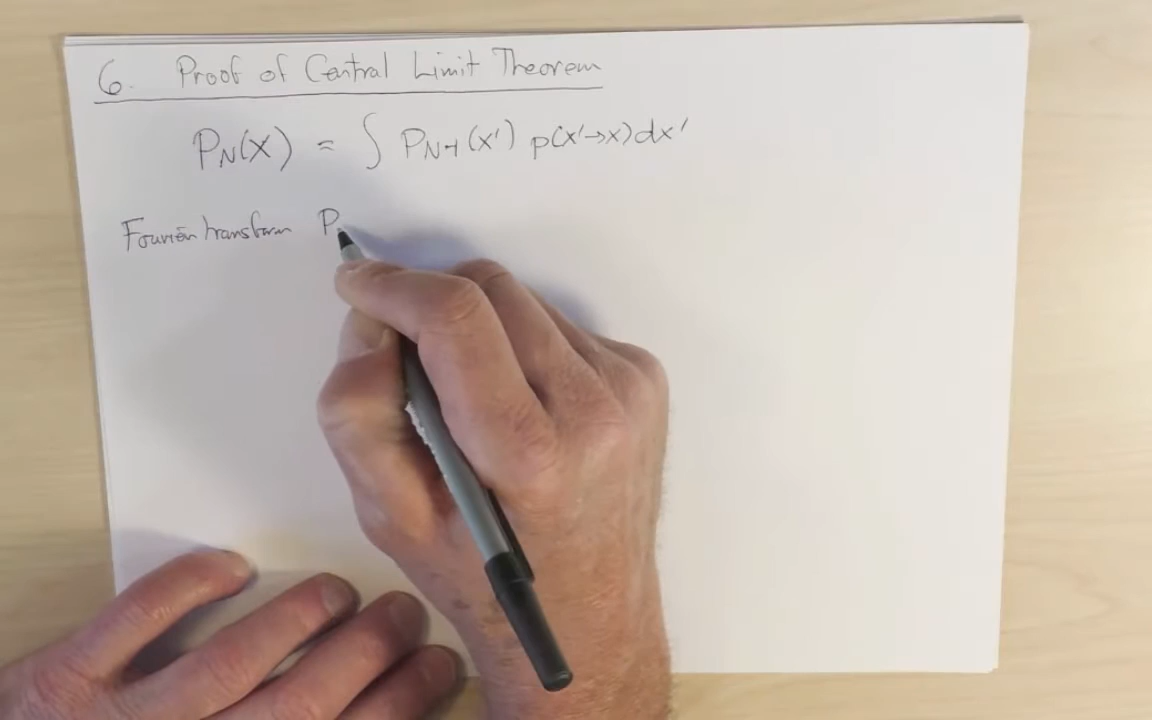 6. Proof of Central Limit Theorem
P_N(x) = ∫ P_{N-1}(x') p(x'→x)dx'
Fourier transform P